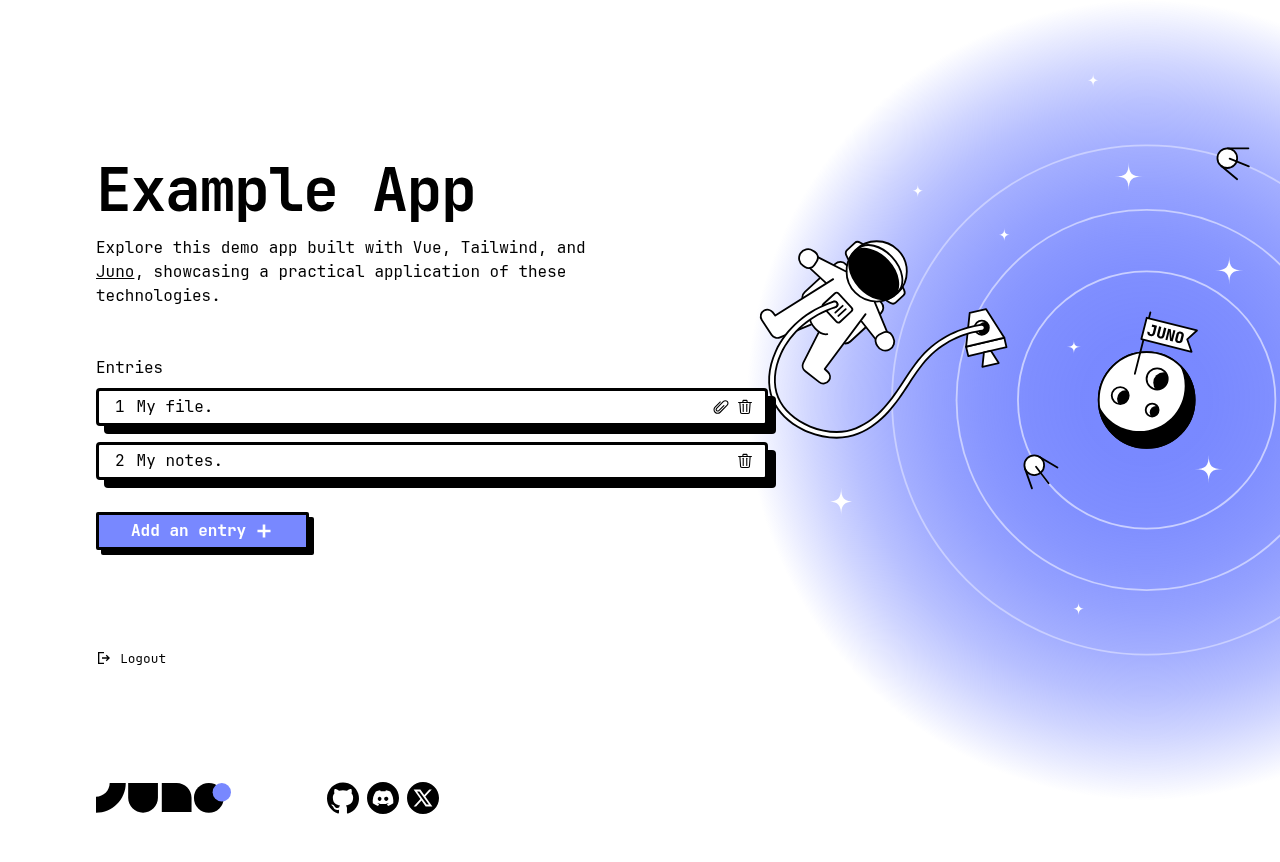 Example App
Explore this demo app built with Vue, Tailwind, and
Juno, showcasing a practical application of these
technologies.
Entries
1 My file.
2 My notes.
Add an entry
Logout
JUNO
JUNO